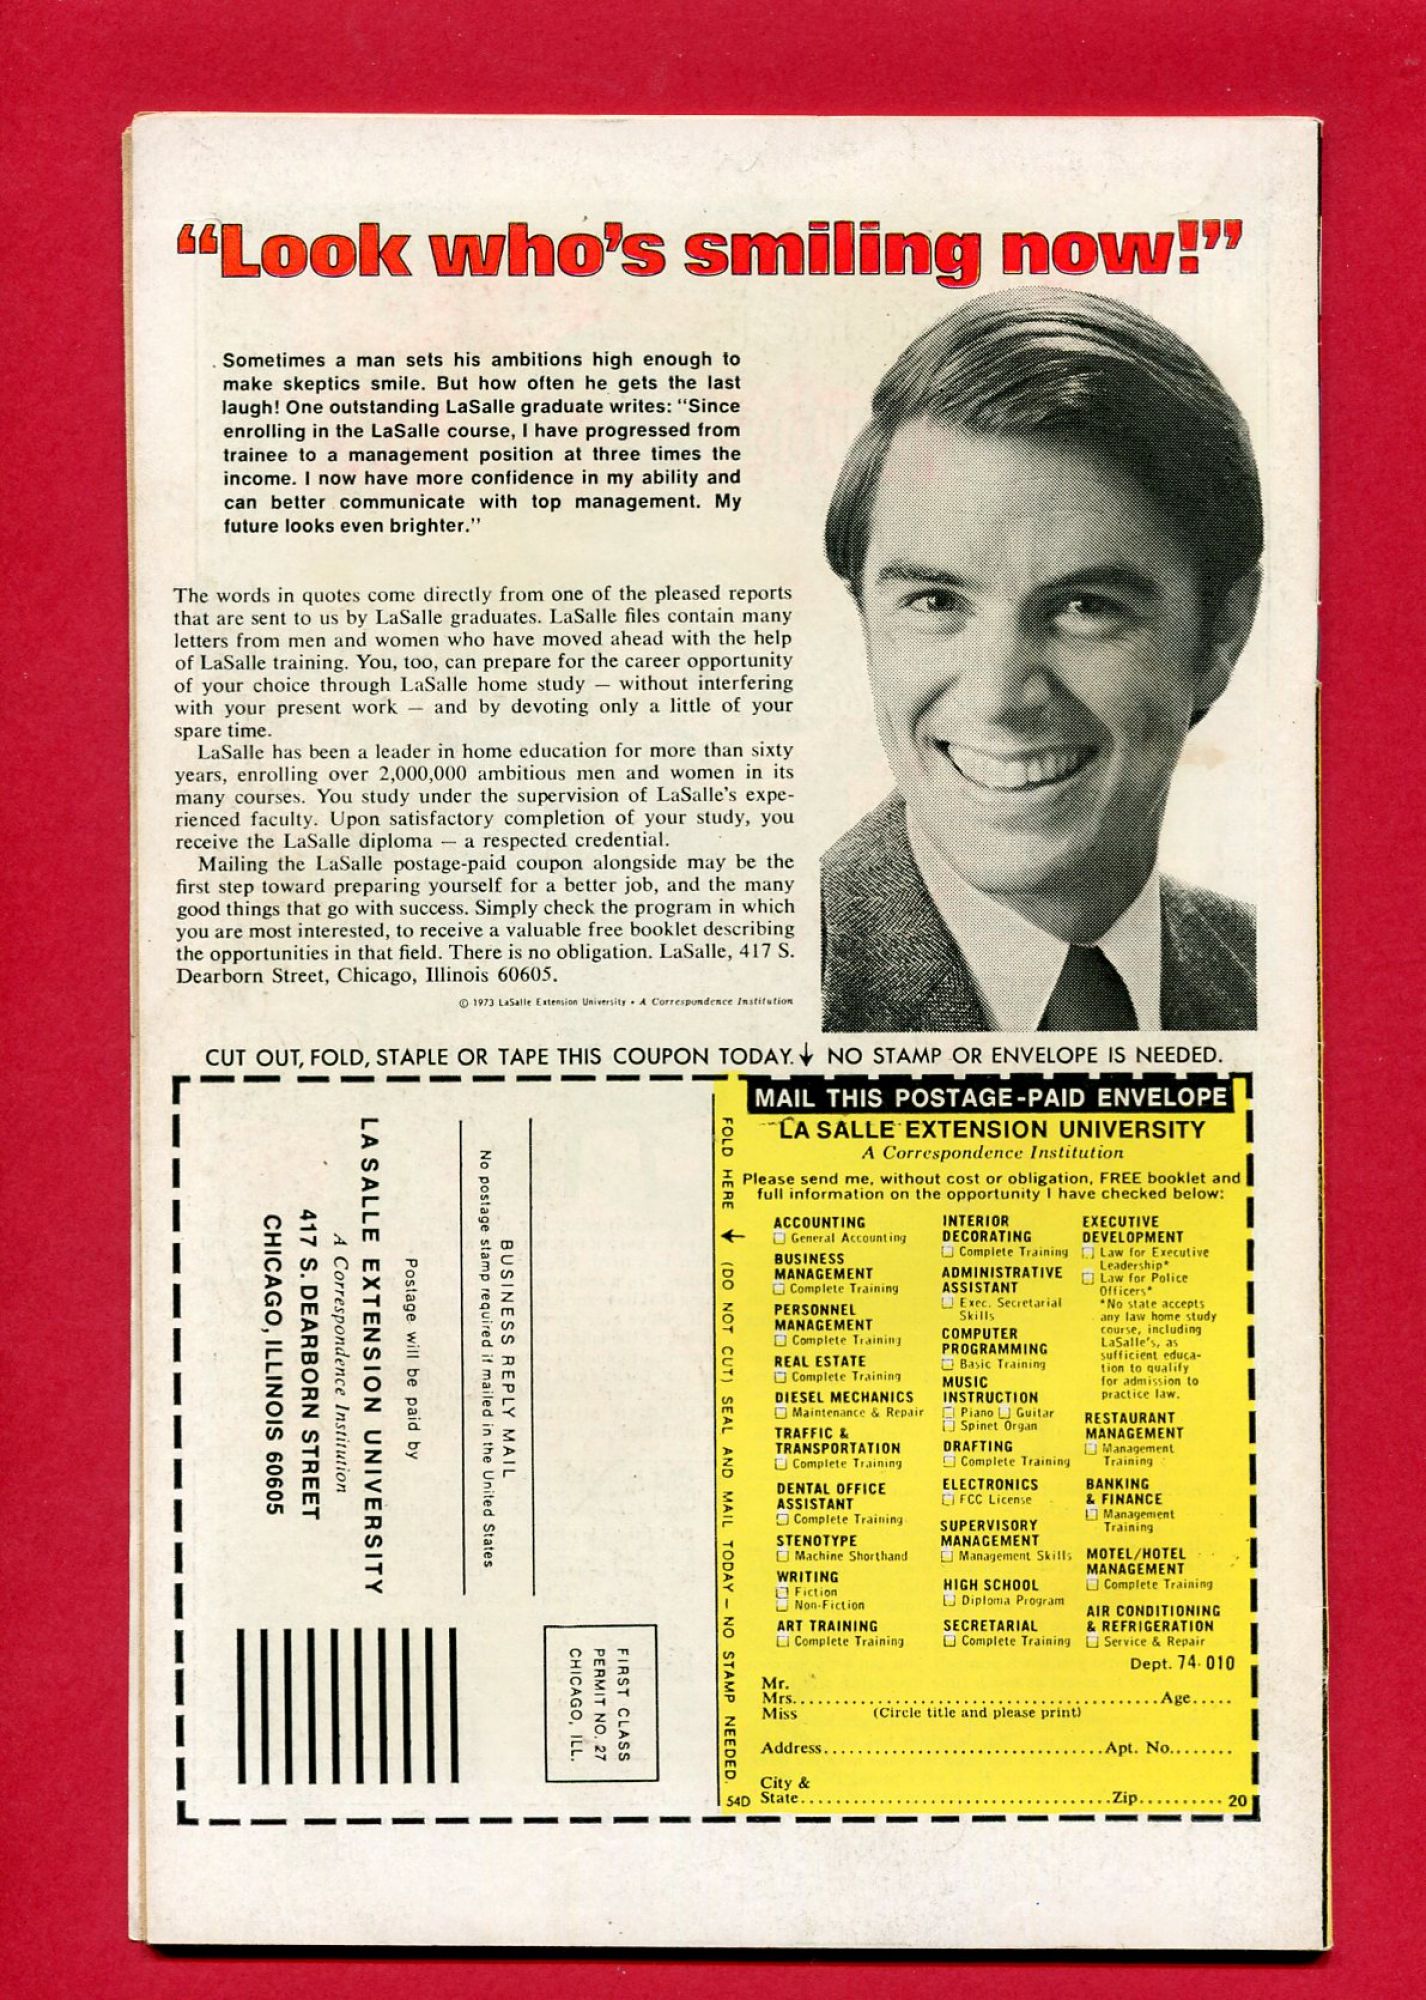 “Look who's smiling now!”
Sometimes a man sets his ambitions high enough to
make skeptics smile. But how often he gets the last
laugh! One outstanding LaSalle graduate writes: “Since
enrolling in the LaSalle course, I have progressed from
trainee to a management position at three times the
income. I now have more confidence in my ability and
can better communicate with top management. My
future looks even brighter.”
The words in quotes come directly from one of the pleased reports
that are sent to us by LaSalle graduates. LaSalle files contain many
letters from men and women who have moved ahead with the help
of LaSalle training. You, too, can prepare for the career opportunity
of your choice through LaSalle home study — without interfering
with your present work — and by devoting only a little of your
spare time.
LaSalle has been a leader in home education for more than sixty
years, enrolling over 2,000,000 ambitious men and women in its
many courses. You study under the supervision of LaSalle's expe-
rienced faculty. Upon satisfactory completion of your study, you
receive the LaSalle diploma — a respected credential.
Mailing the LaSalle postage-paid coupon alongside may be the
first step toward preparing yourself for a better job, and the many
good things that go with success. Simply check the program in which
you are most interested, to receive a valuable free booklet describing
the opportunities in that field. There is no obligation. LaSalle, 417 S.
Dearborn Street, Chicago, Illinois 60605.
© 1973 LaSalle Extension University • A Correspondence Institution
CUT OUT, FOLD, STAPLE OR TAPE THIS COUPON TODAY.↓ NO STAMP OR ENVELOPE IS NEEDED.
FIRST CLASS
PERMIT NO. 27
CHICAGO, ILL.
BUSINESS REPLY MAIL
No postage stamp required if mailed in the United States
Postage will be paid by
LA SALLE EXTENSION UNIVERSITY
A Correspondence Institution
417 S. DEARBORN STREET
CHICAGO, ILLINOIS 60605
FOLD HERE ↓ (DO NOT CUT) SEAL AND MAIL TODAY — NO STAMP NEEDED.
MAIL THIS POSTAGE-PAID ENVELOPE
LA SALLE EXTENSION UNIVERSITY
A Correspondence Institution
Please send me, without cost or obligation, FREE booklet and
full information on the opportunity I have checked below:
ACCOUNTING
☐ General Accounting
BUSINESS
MANAGEMENT
☐ Complete Training
PERSONNEL
MANAGEMENT
☐ Complete Training
REAL ESTATE
☐ Complete Training
DIESEL MECHANICS
☐ Maintenance & Repair
TRAFFIC &
TRANSPORTATION
☐ Complete Training
DENTAL OFFICE
ASSISTANT
☐ Complete Training
STENOTYPE
☐ Machine Shorthand
WRITING
☐ Fiction
☐ Non-Fiction
ART TRAINING
☐ Complete Training
INTERIOR
DECORATING
☐ Complete Training
ADMINISTRATIVE
ASSISTANT
☐ Exec. Secretarial
Skills
COMPUTER
PROGRAMMING
☐ Basic Training
MUSIC
INSTRUCTION
☐ Piano ☐ Guitar
☐ Spinet Organ
DRAFTING
☐ Complete Training
ELECTRONICS
☐ FCC License
SUPERVISORY
MANAGEMENT
☐ Management Skills
HIGH SCHOOL
☐ Diploma Program
SECRETARIAL
☐ Complete Training
EXECUTIVE
DEVELOPMENT
☐ Law for Executive
Leadership*
☐ Law for Police
Officers*
*No state accepts
any law home study
course, including
LaSalle's, as
sufficient educa-
tion to qualify
for admission to
practice law.
RESTAURANT
MANAGEMENT
☐ Management
Training
BANKING
& FINANCE
☐ Management
Training
MOTEL/HOTEL
MANAGEMENT
☐ Complete Training
AIR CONDITIONING
& REFRIGERATION
☐ Service & Repair
Dept. 74-010
Mr.
Mrs. Age
Miss (Circle title and please print)
Address Apt. No.
City &
54D State Zip 20